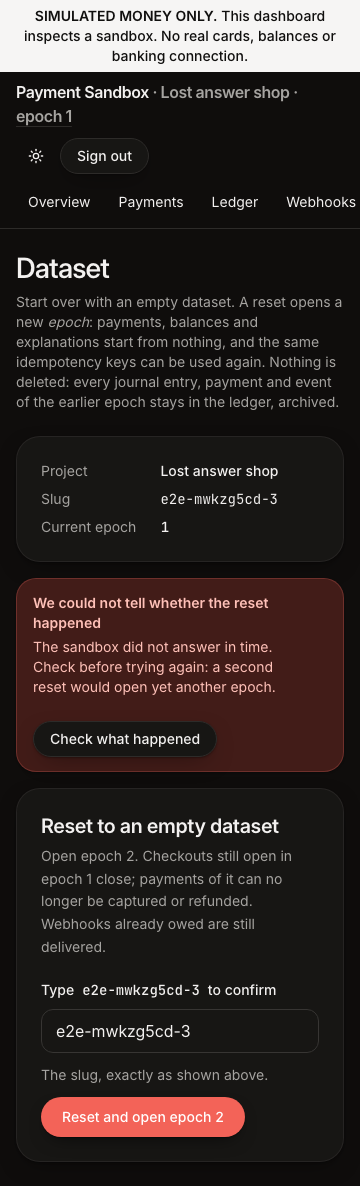 SIMULATED MONEY ONLY. This dashboard
inspects a sandbox. No real cards, balances or
banking connection.
Payment Sandbox · Lost answer shop ·
epoch 1
Sign out
Overview Payments Ledger Webhooks
Dataset
Start over with an empty dataset. A reset opens a
new epoch: payments, balances and
explanations start from nothing, and the same
idempotency keys can be used again. Nothing is
deleted: every journal entry, payment and event
of the earlier epoch stays in the ledger, archived.
Project Lost answer shop
Slug e2e-mwkzg5cd-3
Current epoch 1
We could not tell whether the reset
happened
The sandbox did not answer in time.
Check before trying again: a second
reset would open yet another epoch.
Check what happened
Reset to an empty dataset
Open epoch 2. Checkouts still open in
epoch 1 close; payments of it can no
longer be captured or refunded.
Webhooks already owed are still
delivered.
Type e2e-mwkzg5cd-3 to confirm
e2e-mwkzg5cd-3
The slug, exactly as shown above.
Reset and open epoch 2